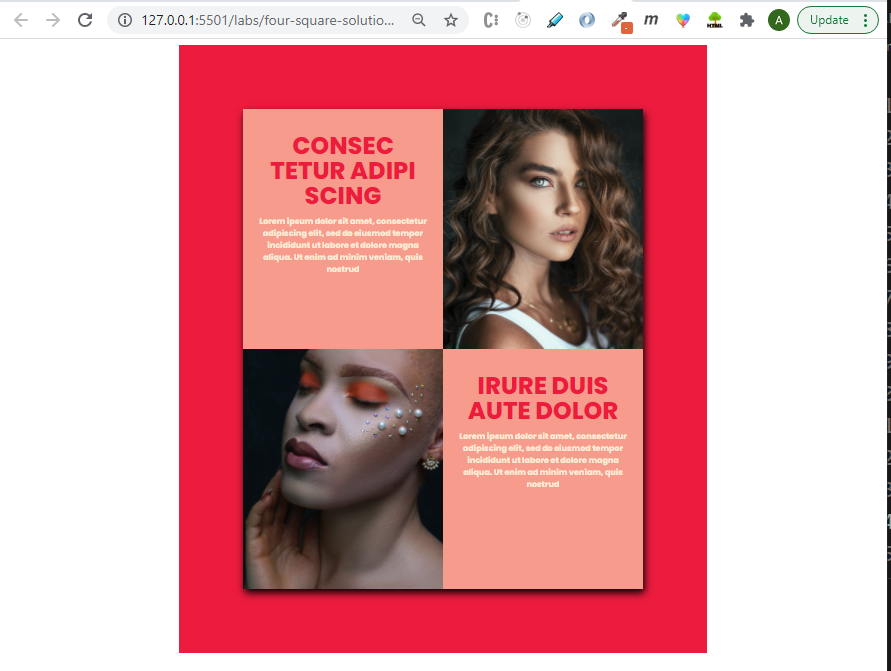 127.0.0.1:5501/labs/four-square-solutio...
A
Update
CONSEC
TETUR ADIPI
SCING
Lorem ipsum dolor sit amet, consectetur
adipiscing elit, sed do eiusmod tempor
incididunt ut labore et dolore magna
aliqua. Ut enim ad minim veniam, quis
nostrud
IRURE DUIS
AUTE DOLOR
Lorem ipsum dolor sit amet, consectetur
adipiscing elit, sed do eiusmod tempor
incididunt ut labore et dolore magna
aliqua. Ut enim ad minim veniam, quis
nostrud